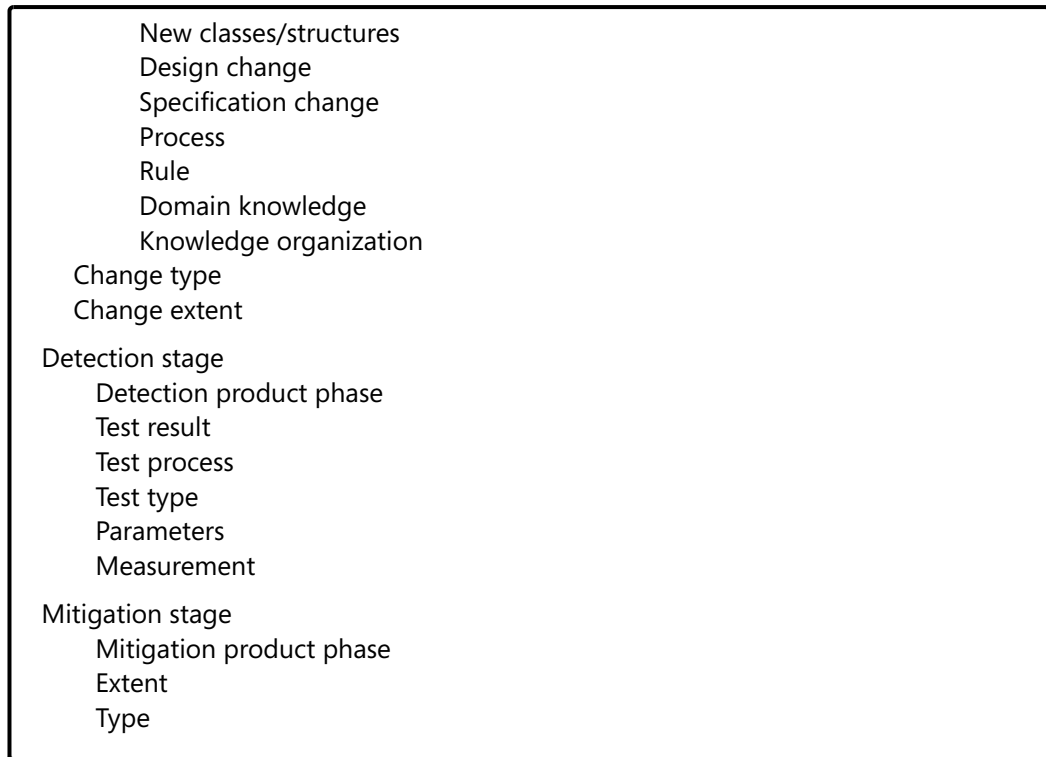 New classes/structures
Design change
Specification change
Process
Rule
Domain knowledge
Knowledge organization
Change type
Change extent
Detection stage
Detection product phase
Test result
Test process
Test type
Parameters
Measurement
Mitigation stage
Mitigation product phase
Extent
Type